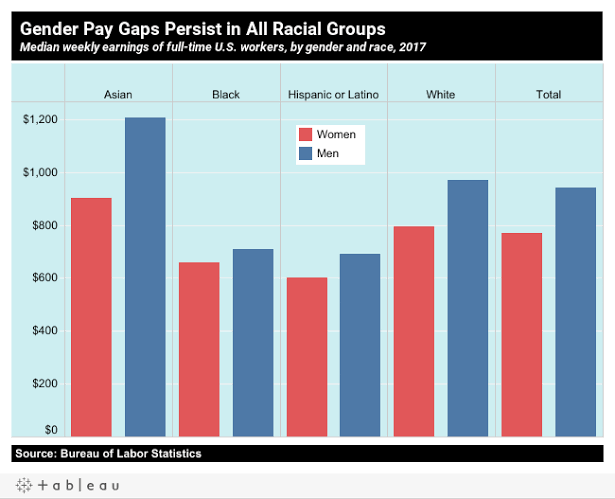 Gender Pay Gaps Persist in All Racial Groups
Median weekly earnings of full-time U.S. workers, by gender and race, 2017
Asian Black Hispanic or Latino White Total
$1,200
Women
Men
$1,000
$800
$600
$400
$200
$0
Source: Bureau of Labor Statistics
+ableau